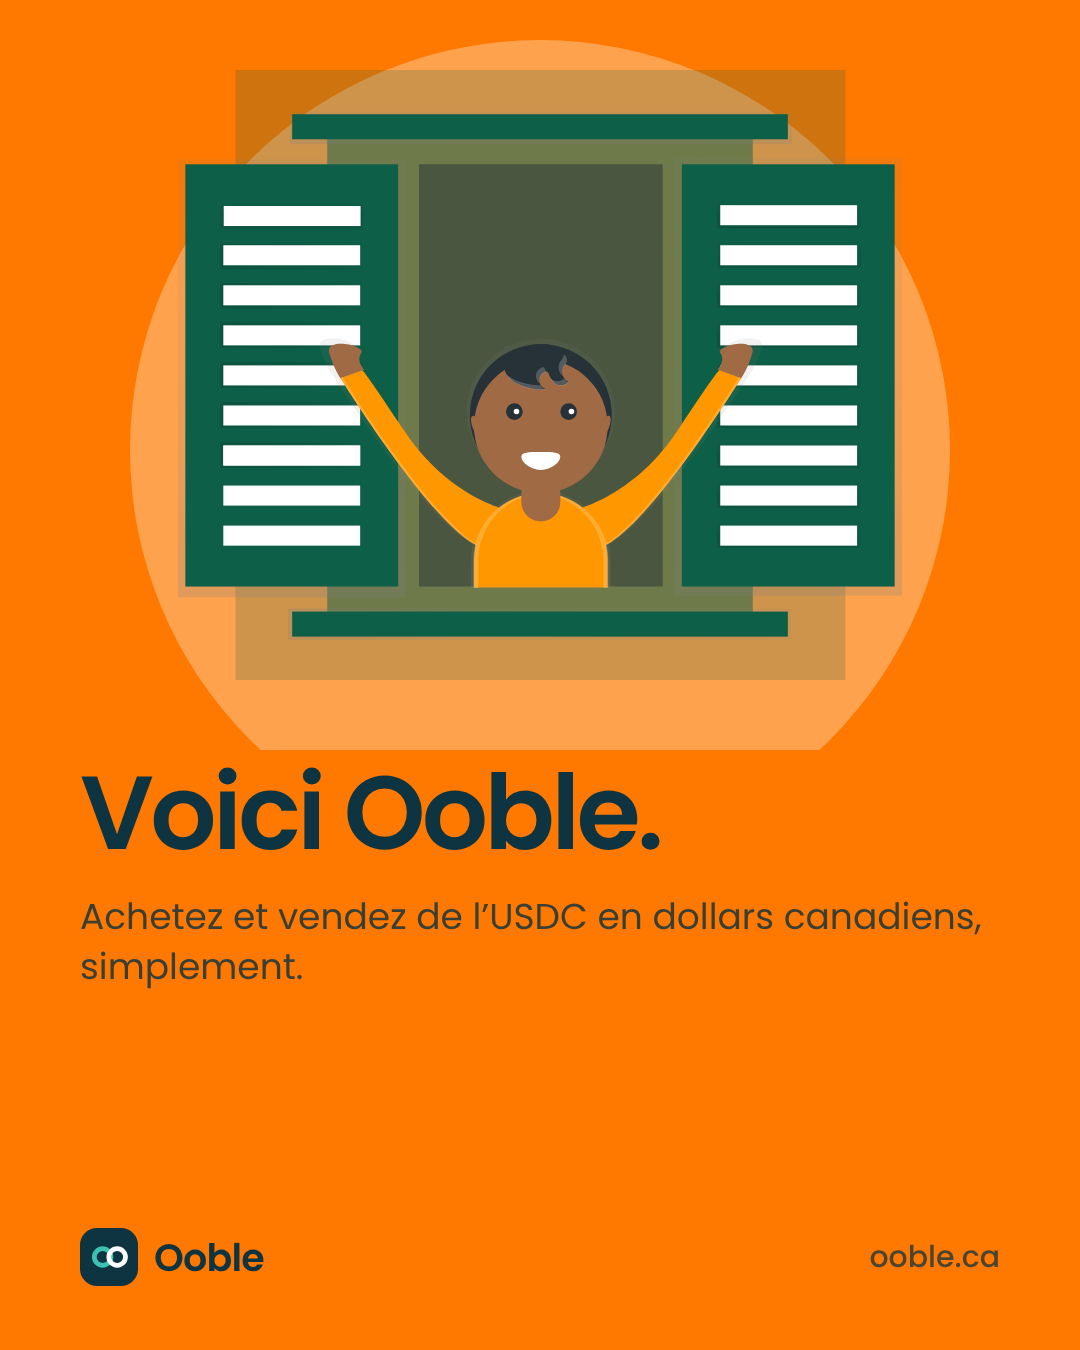 Voici Ooble.
Achetez et vendez de l’USDC en dollars canadiens,
simplement.
Ooble
ooble.ca